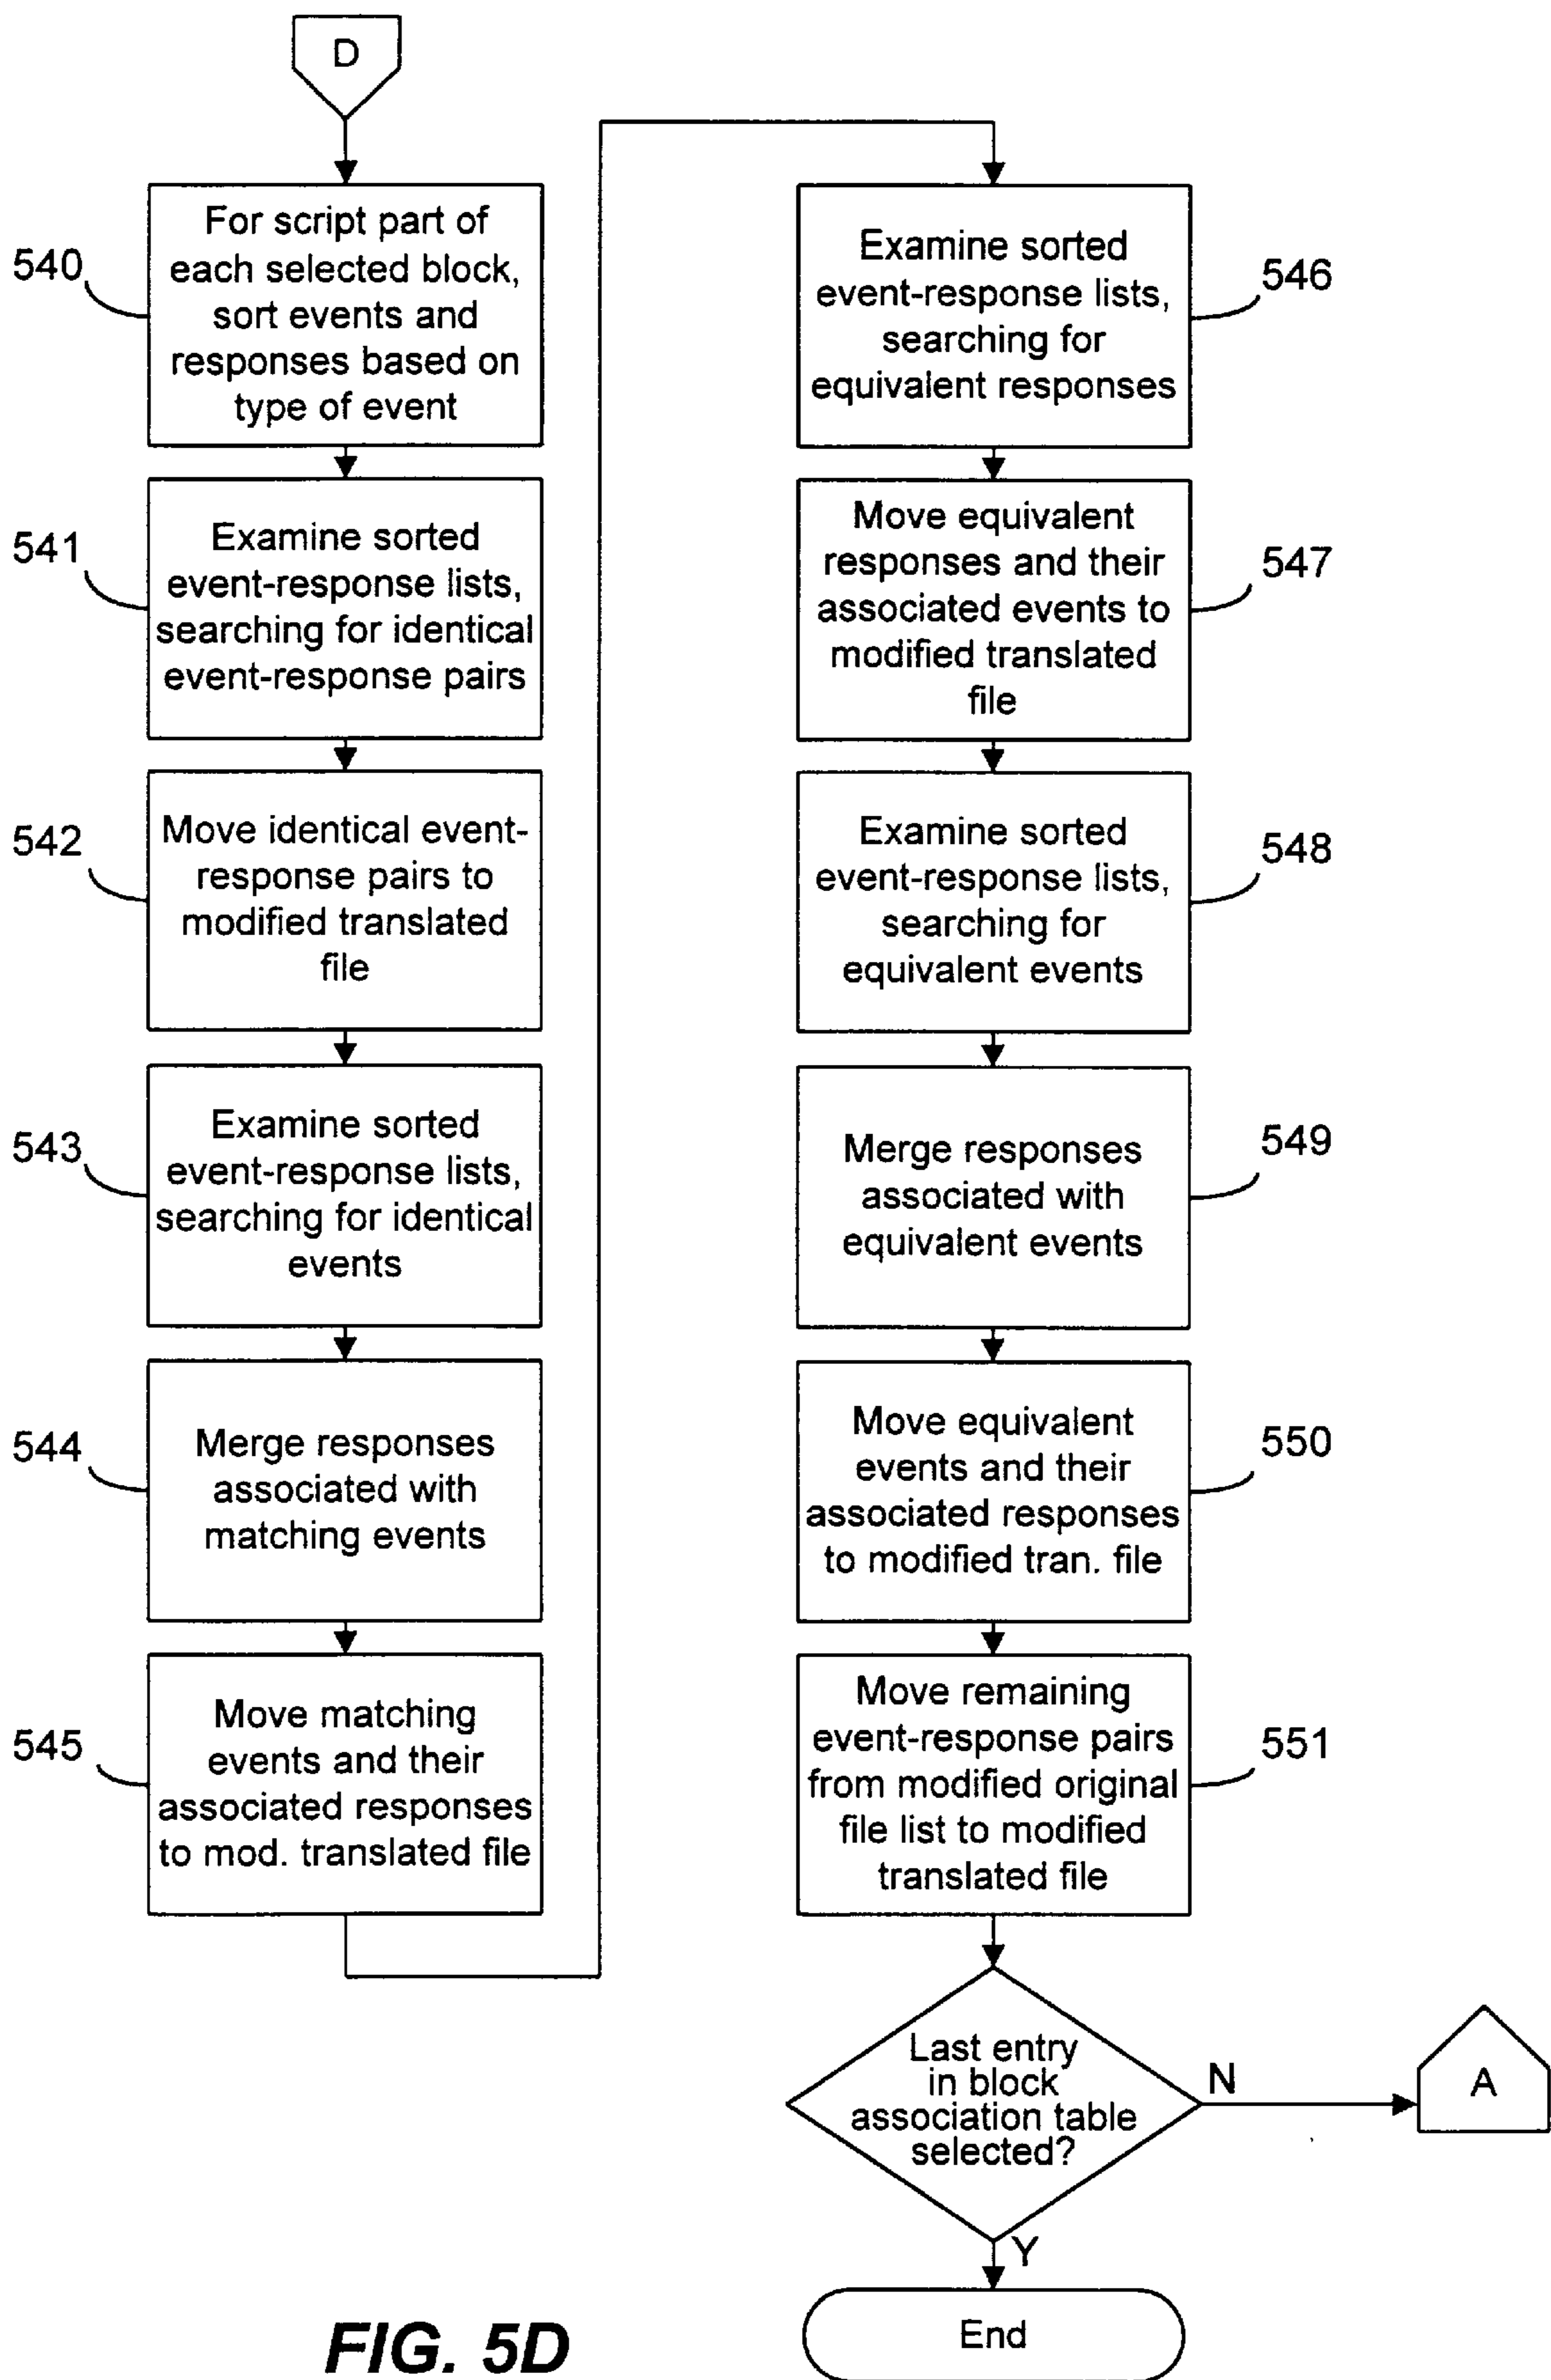 D
540
For script part of
each selected block,
sort events and
responses based on
type of event
541
Examine sorted
event-response lists,
searching for identical
event-response pairs
542
Move identical event-
response pairs to
modified translated
file
543
Examine sorted
event-response lists,
searching for identical
events
544
Merge responses
associated with
matching events
545
Move matching
events and their
associated responses
to mod. translated file
546
Examine sorted
event-response lists,
searching for
equivalent responses
547
Move equivalent
responses and their
associated events to
modified translated
file
548
Examine sorted
event-response lists,
searching for
equivalent events
549
Merge responses
associated with
equivalent events
550
Move equivalent
events and their
associated responses
to modified tran. file
551
Move remaining
event-response pairs
from modified original
file list to modified
translated file
Last entry
in block
association table
selected?
N
A
Y
End
FIG. 5D